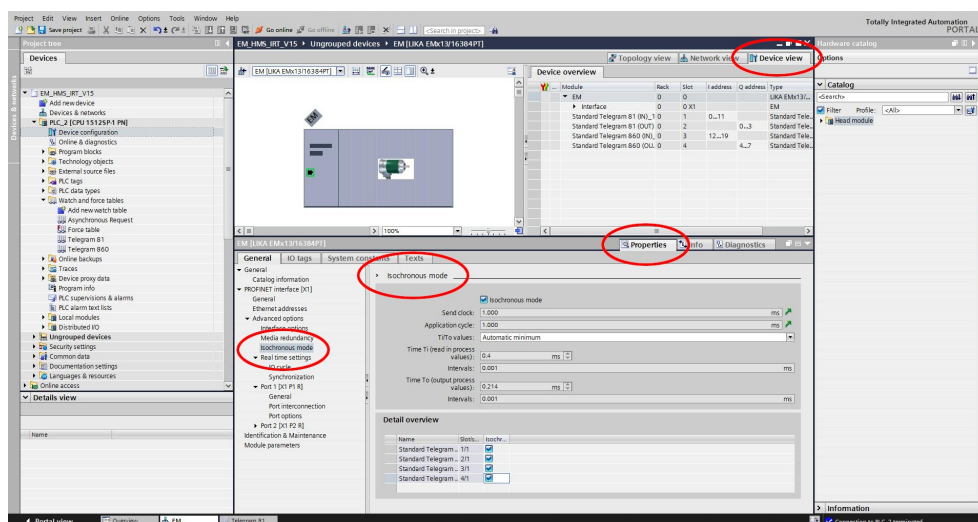 Project Edit View Insert Online Options Tools Window Help
Totally Integrated Automation
PORTAL
Save project Go online Go offline <Search in project>
Project tree
EM_HMS_IRT_V15 ▸ Ungrouped devices ▸ EM [LIKA EMx13/16384PT]
Hardware catalog
Devices
Topology view Network view Device view
Options
EM [LIKA EMx13/16384PT]
Device overview
Module Rack Slot I address Q address Type
EM 0 0 LIKA EMx13/...
Interface 0 0 X1 EM
Standard Telegram 81 (IN)_1 0 1 0...11 Standard Tele..
Standard Telegram 81 (OUT) 0 2 0...3 Standard Tele..
Standard Telegram 860 (IN)_ 0 3 12...19 Standard Tele..
Standard Telegram 860 (OU.. 0 4 4...7 Standard Tele..
Catalog
<Search>
Filter Profile: <All>
Head module
EM_HMS_IRT_V15
Add new device
Devices & networks
PLC_2 [CPU 1512SP-1 PN]
Device configuration
Online & diagnostics
Program blocks
Technology objects
External source files
PLC tags
PLC data types
Watch and force tables
Add new watch table
Asynchronous Request
Force table
Telegram 81
Telegram 860
Online backups
Traces
Device proxy data
Program info
PLC supervisions & alarms
PLC alarm text lists
Local modules
Distributed I/O
Ungrouped devices
Security settings
Common data
Documentation settings
Languages & resources
Online access
Details view
Name
Devices & networks
EM
100%
EM [LIKA EMx13/16384PT]
Properties Info Diagnostics
General IO tags System constants Texts
General
Catalog information
PROFINET interface [X1]
General
Ethernet addresses
Advanced options
Interface options
Media redundancy
Isochronous mode
Real time settings
IO cycle
Synchronization
Port 1 [X1 P1 R]
General
Port interconnection
Port options
Port 2 [X1 P2 R]
Identification & Maintenance
Module parameters
Isochronous mode
Isochronous mode
Send clock: 1.000 ms
Application cycle: 1.000 ms
Ti/To values: Automatic minimum
Time Ti (read in process
values): 0.4 ms
Intervals: 0.001 ms
Time To (output process
values): 0.214 ms
Intervals: 0.001 ms
Detail overview
Name Slot/s... Isochr...
Standard Telegram .. 1/1
Standard Telegram .. 2/1
Standard Telegram .. 3/1
Standard Telegram .. 4/1
Information
Portal view Overview EM Telegram 81
Connection to PLC_2 terminated